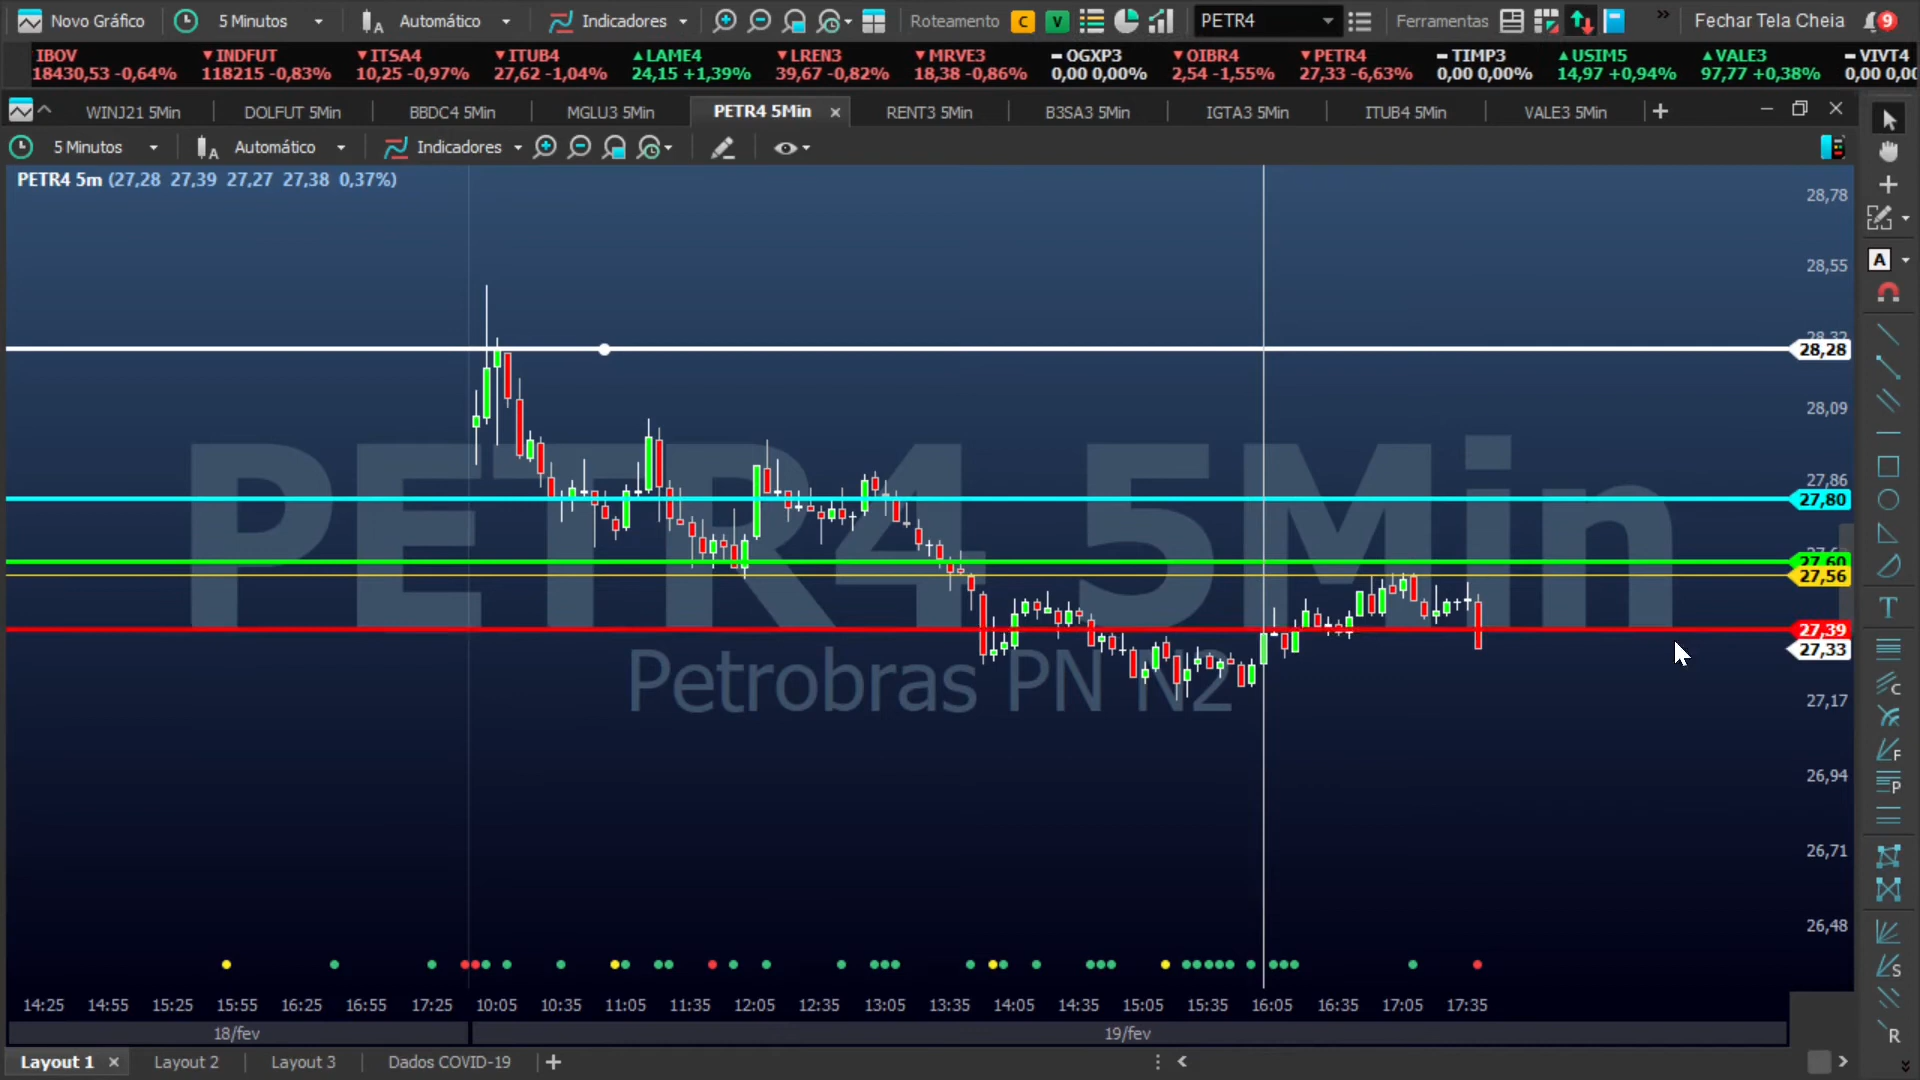 Novo Gráfico 5 Minutos A Automático Indicadores Roteamento C V PETR4 Ferramentas Fechar Tela Cheia 9
IBOV INDFUT ITSA4 ITUB4 LAME4 LREN3 MRVE3 OGXP3 OIBR4 PETR4 TIMP3 USIM5 VALE3 VIVT4
18430,53 -0,64% 118215 -0,83% 10,25 -0,97% 27,62 -1,04% 24,15 +1,39% 39,67 -0,82% 18,38 -0,86% 0,00 0,00% 2,54 -1,55% 27,33 -6,63% 0,00 0,00% 14,97 +0,94% 97,77 +0,38% 0,00 0,00
WINJ21 5Min DOLFUT 5Min BBDC4 5Min MGLU3 5Min PETR4 5Min RENT3 5Min B3SA3 5Min IGTA3 5Min ITUB4 5Min VALE3 5Min
5 Minutos A Automático Indicadores
PETR4 5m (27,28 27,39 27,27 27,38 0,37%)
28,78
28,55
28,28
28,09
27,86
27,80
27,60
27,56
27,39
27,33
27,17
26,94
26,71
26,48
PETR4 5Min
Petrobras PN N2
A
T
C
F
P
S
R
14:25 14:55 15:25 15:55 16:25 16:55 17:25 10:05 10:35 11:05 11:35 12:05 12:35 13:05 13:35 14:05 14:35 15:05 15:35 16:05 16:35 17:05 17:35
18/fev 19/fev
Layout 1 Layout 2 Layout 3 Dados COVID-19